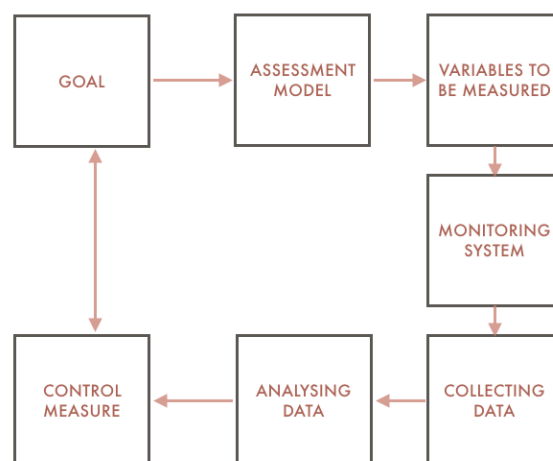 GOAL
ASSESSMENT
MODEL
VARIABLES TO
BE MEASURED
MONITORING
SYSTEM
CONTROL
MEASURE
ANALYSING
DATA
COLLECTING
DATA